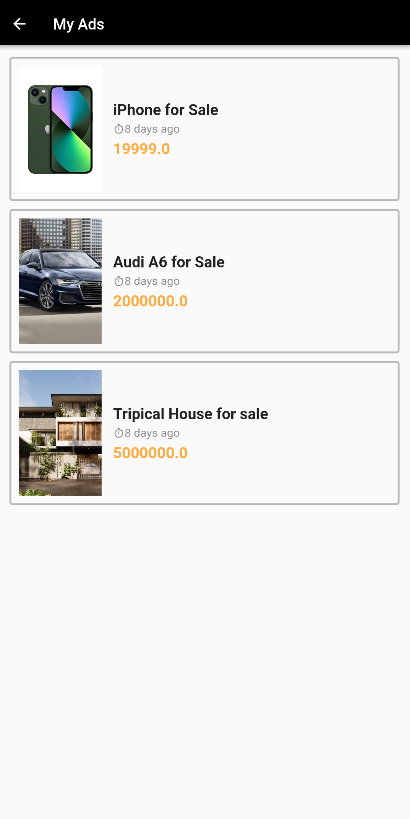 My Ads
iPhone for Sale
8 days ago
19999.0
Audi A6 for Sale
8 days ago
2000000.0
Tripical House for sale
8 days ago
5000000.0